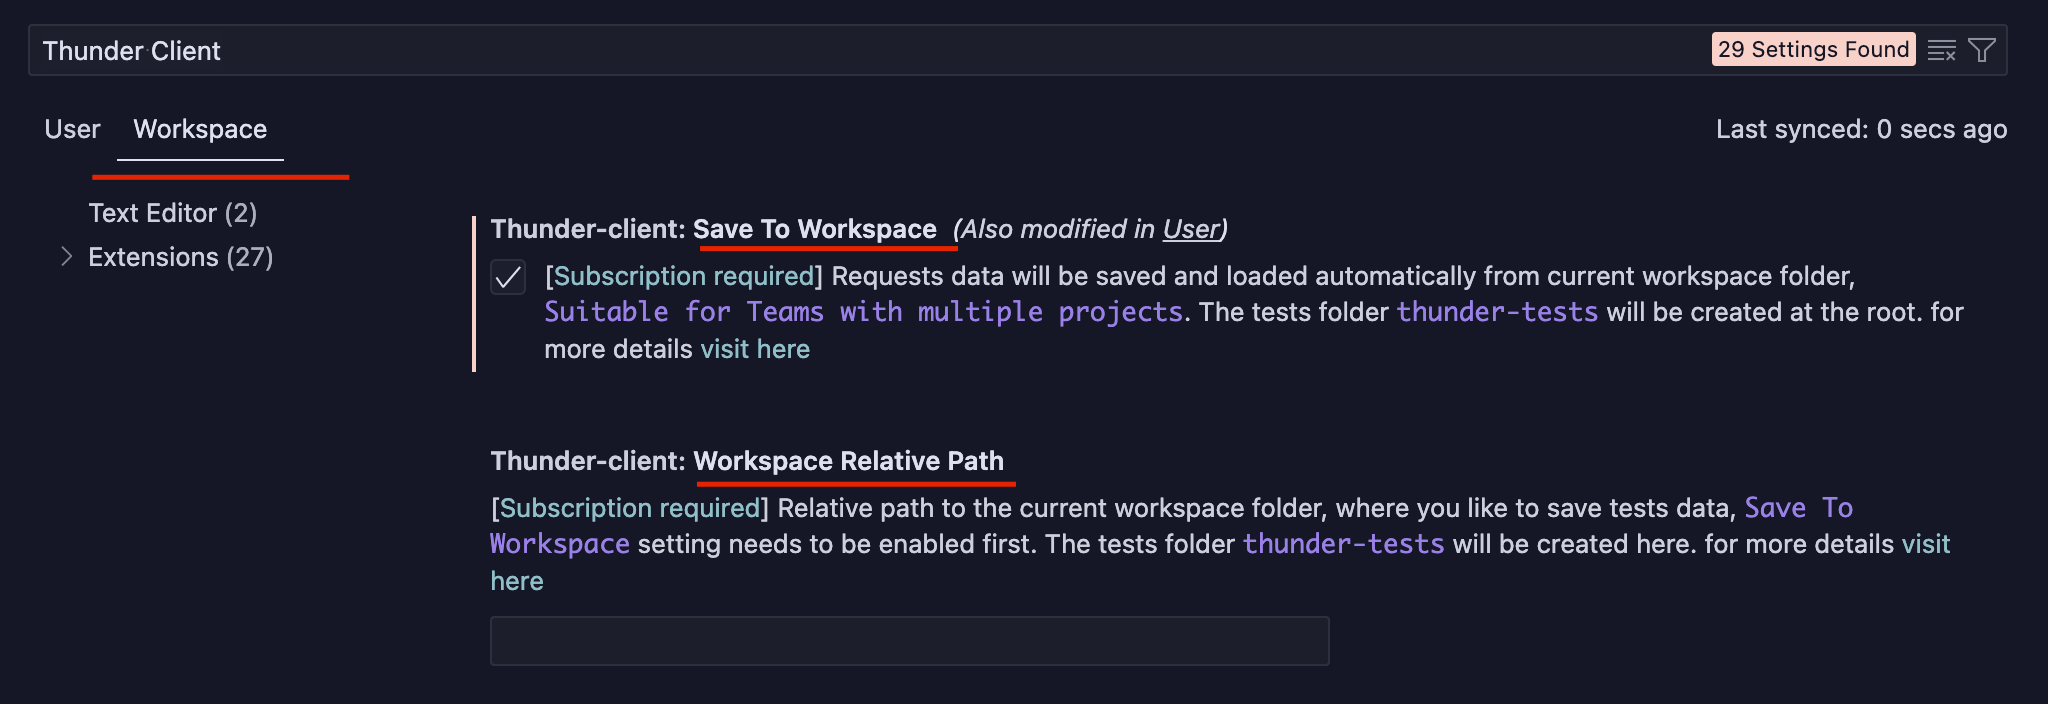 Thunder Client
29 Settings Found
User
Workspace
Last synced: 0 secs ago
Text Editor (2)
Extensions (27)
Thunder-client: Save To Workspace (Also modified in User)
[Subscription required] Requests data will be saved and loaded automatically from current workspace folder,
Suitable for Teams with multiple projects. The tests folder thunder-tests will be created at the root. for
more details visit here
Thunder-client: Workspace Relative Path
[Subscription required] Relative path to the current workspace folder, where you like to save tests data, Save To
Workspace setting needs to be enabled first. The tests folder thunder-tests will be created here. for more details visit
here